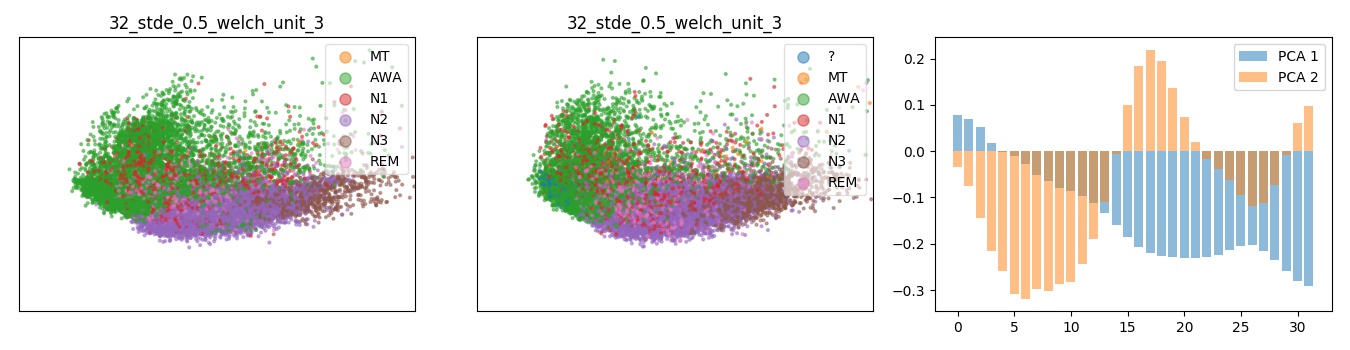 32_stde_0.5_welch_unit_3
MT
AWA
N1
N2
N3
REM
32_stde_0.5_welch_unit_3
?
MT
AWA
N1
N2
N3
REM
PCA 1
PCA 2
0.2
0.1
0.0
−0.1
−0.2
−0.3
0 5 10 15 20 25 30